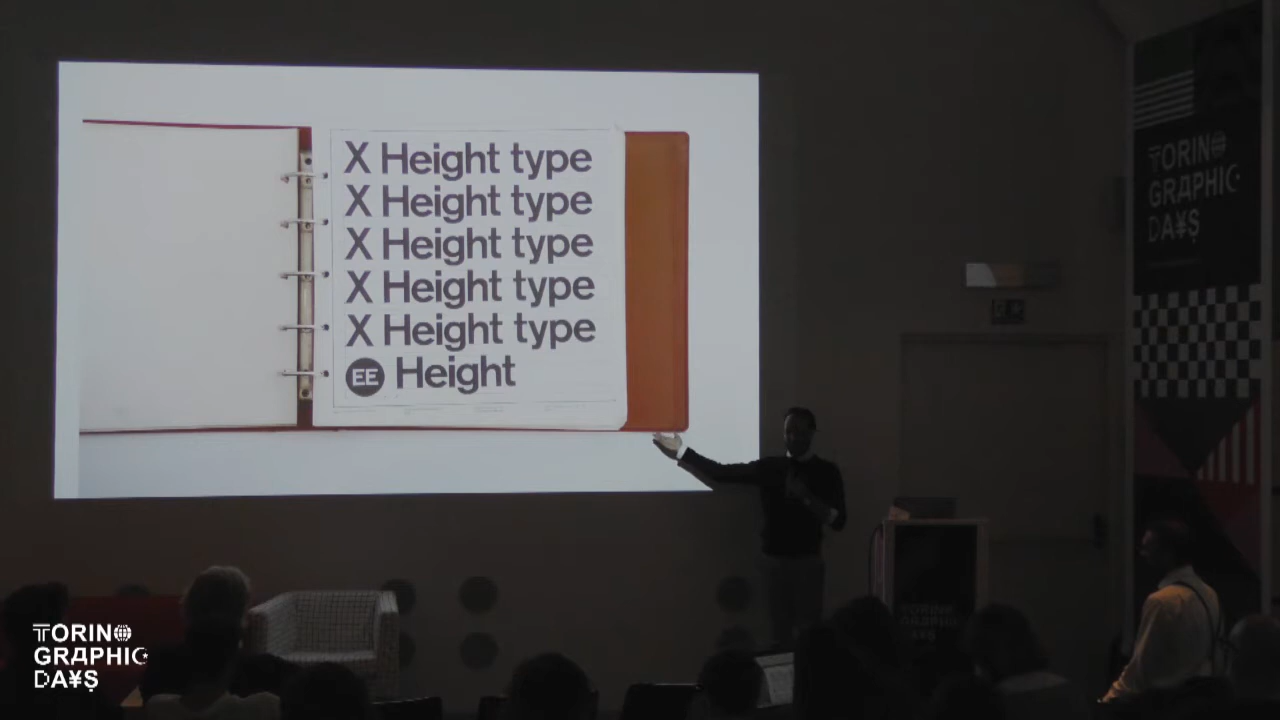 X Height type
X Height type
X Height type
X Height type
X Height type
EE Height
TORINO
GRAPHIC
DA¥S
TORINO
GRAPHIC
DA¥S